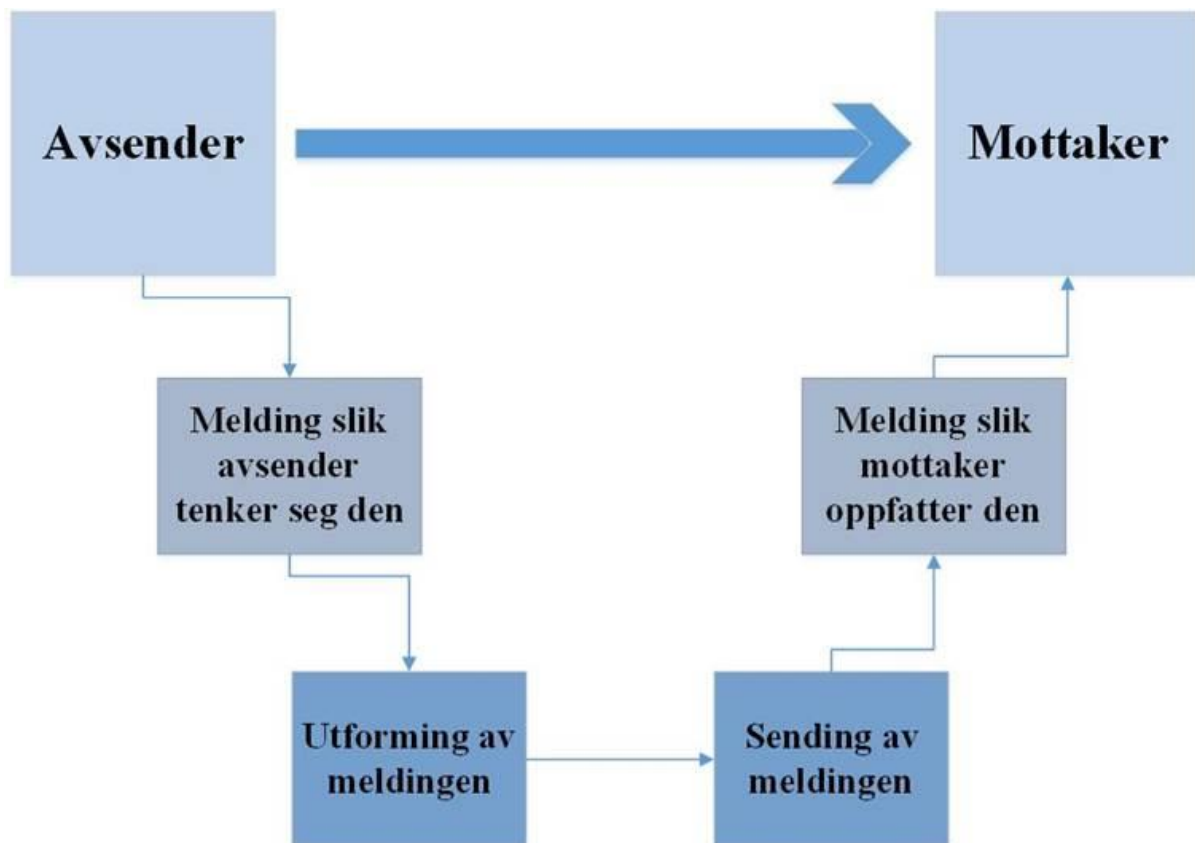 Avsender
Mottaker
Melding slik
avsender
tenker seg den
Melding slik
mottaker
oppfatter den
Utforming av
meldingen
Sending av
meldingen